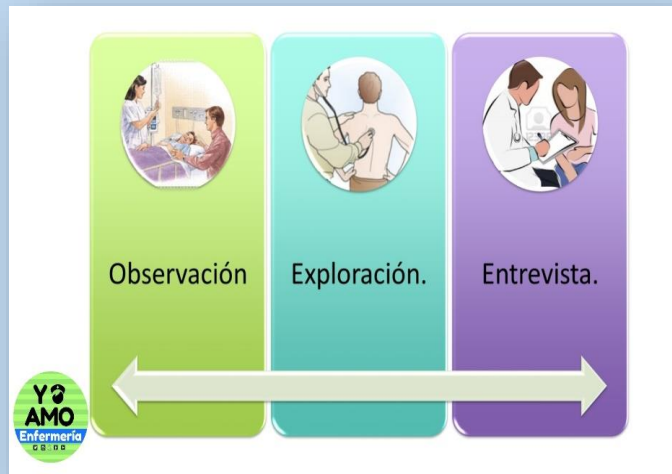 Observación
Exploración.
Entrevista.
YO
AMO
Enfermería